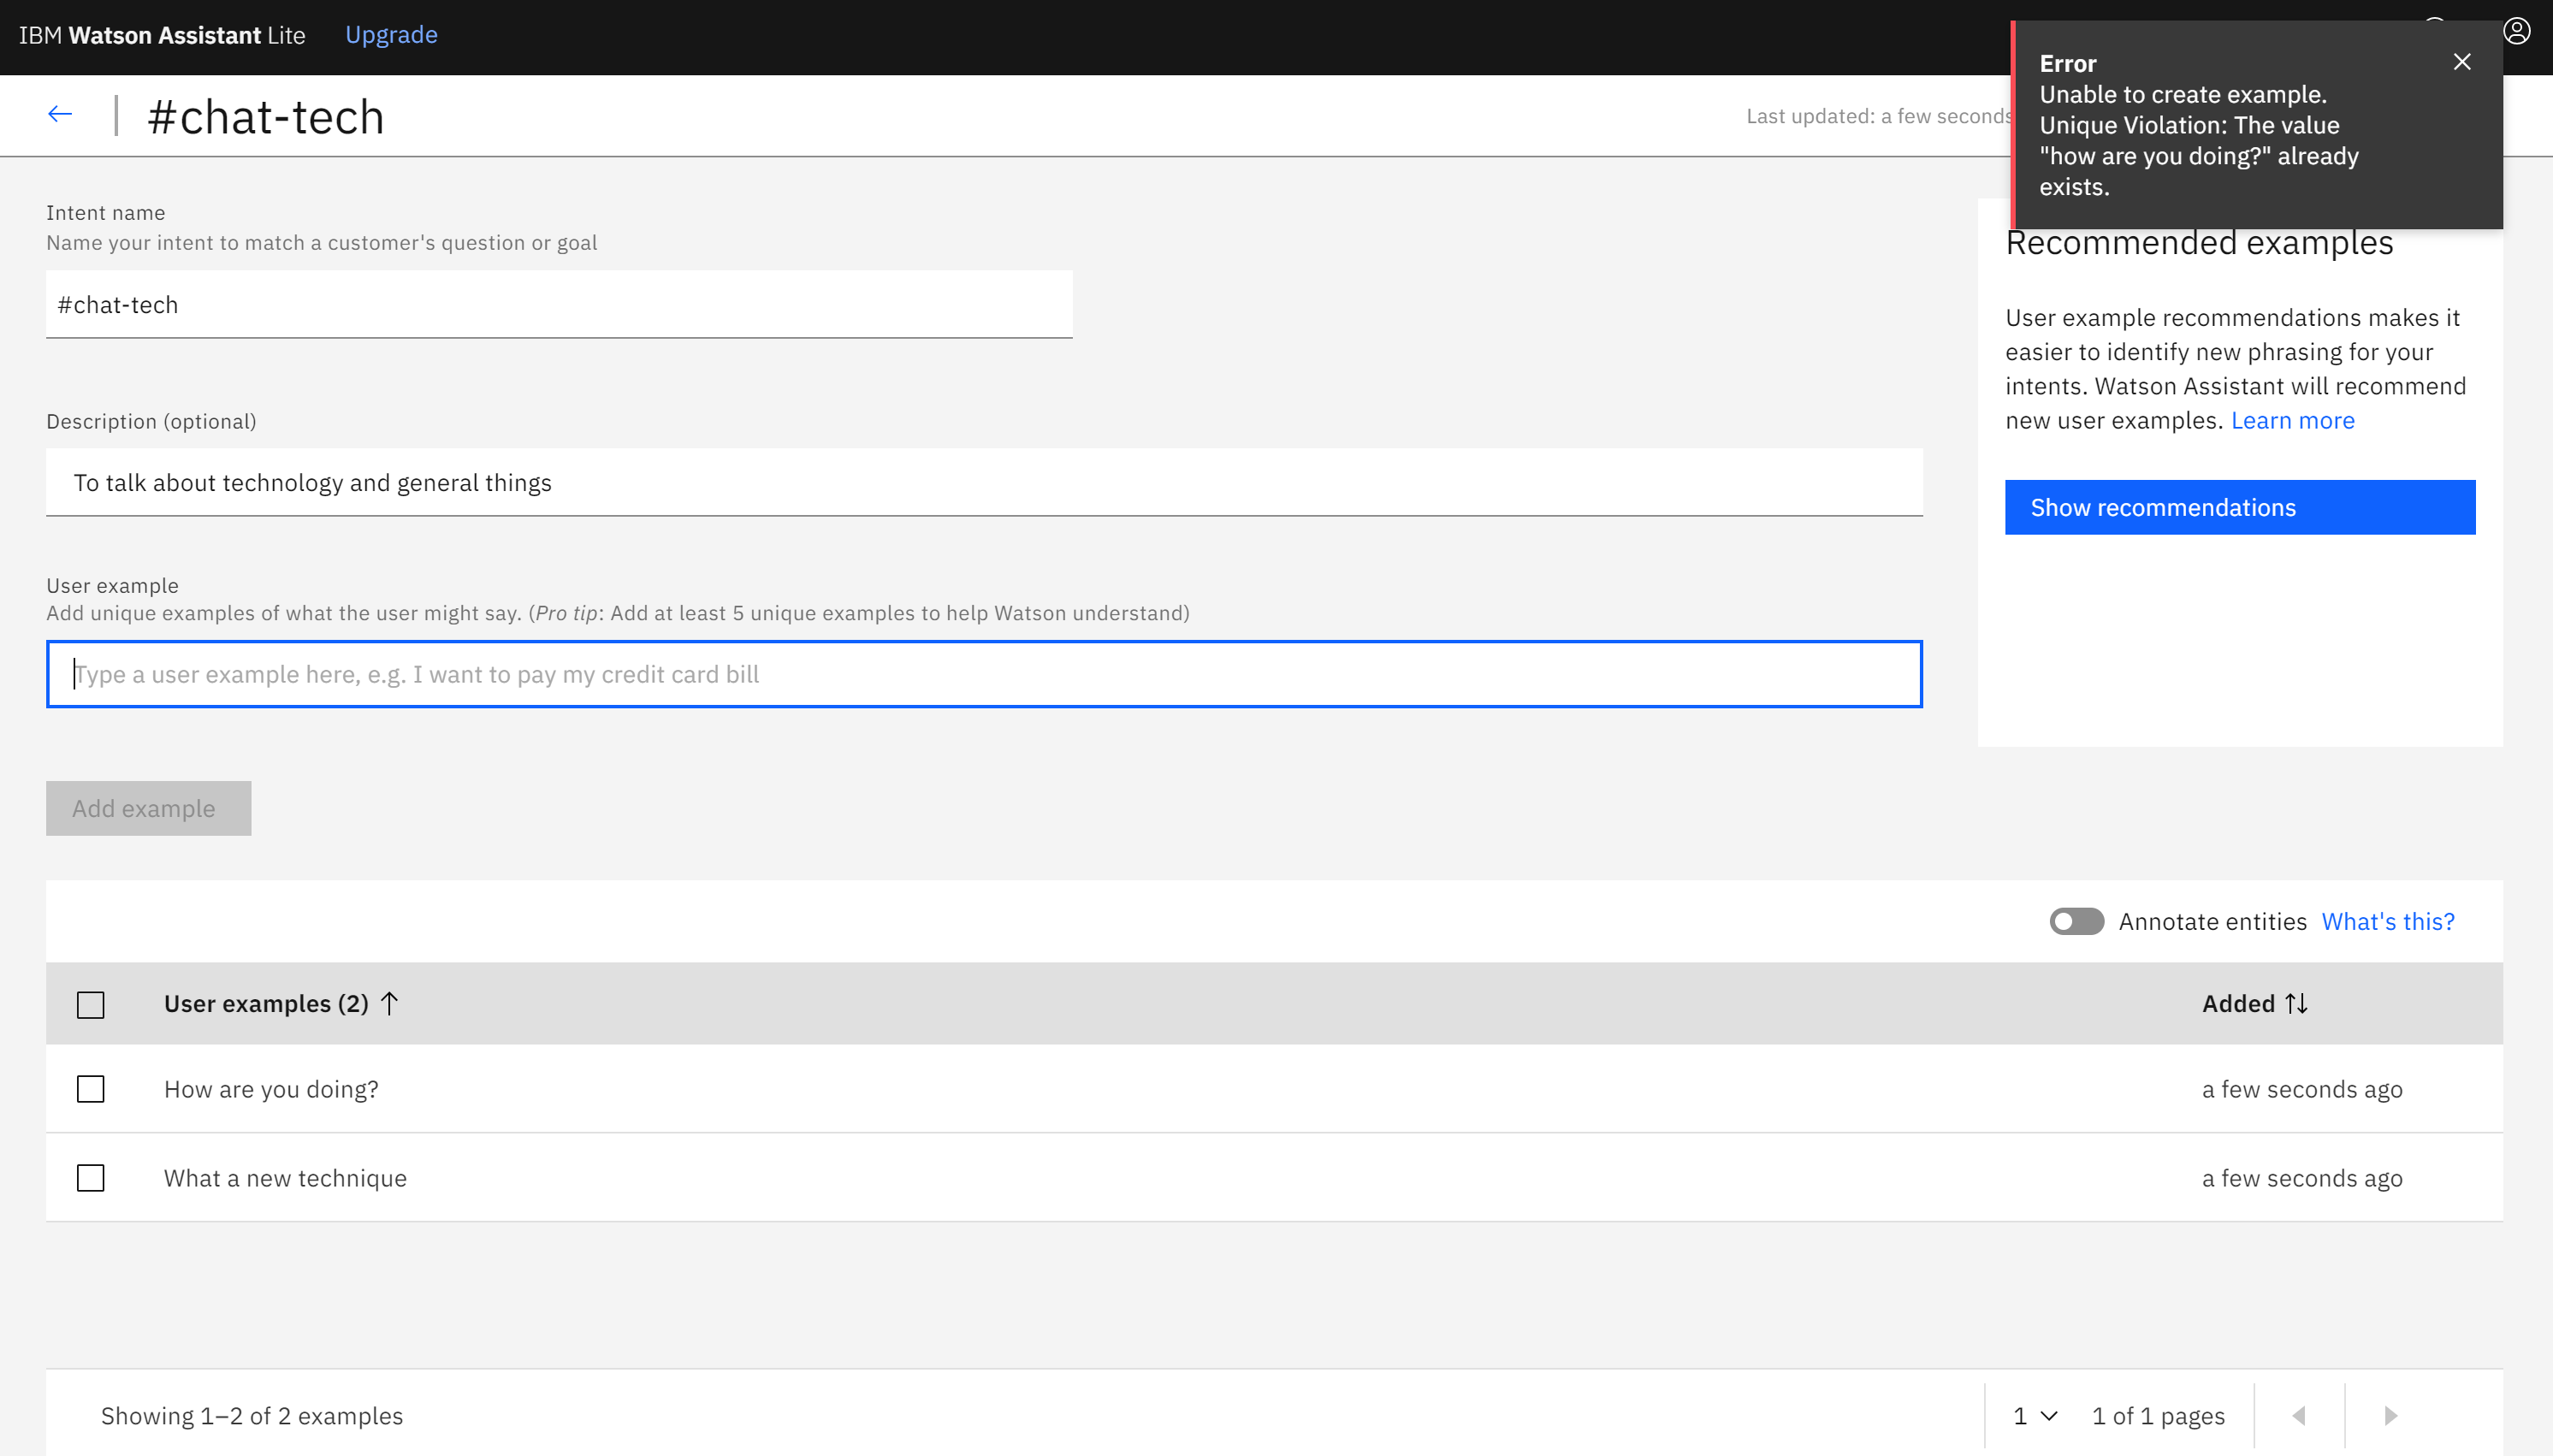 IBM Watson Assistant Lite
Upgrade
#chat-tech
Last updated: a few seconds
Error
Unable to create example.
Unique Violation: The value
"how are you doing?" already
exists.
Intent name
Name your intent to match a customer's question or goal
#chat-tech
Description (optional)
To talk about technology and general things
User example
Add unique examples of what the user might say. (Pro tip: Add at least 5 unique examples to help Watson understand)
Type a user example here, e.g. I want to pay my credit card bill
Add example
Recommended examples
User example recommendations makes it
easier to identify new phrasing for your
intents. Watson Assistant will recommend
new user examples. Learn more
Show recommendations
Annotate entities What's this?
User examples (2)
Added
How are you doing?
a few seconds ago
What a new technique
a few seconds ago
Showing 1–2 of 2 examples
1
1 of 1 pages